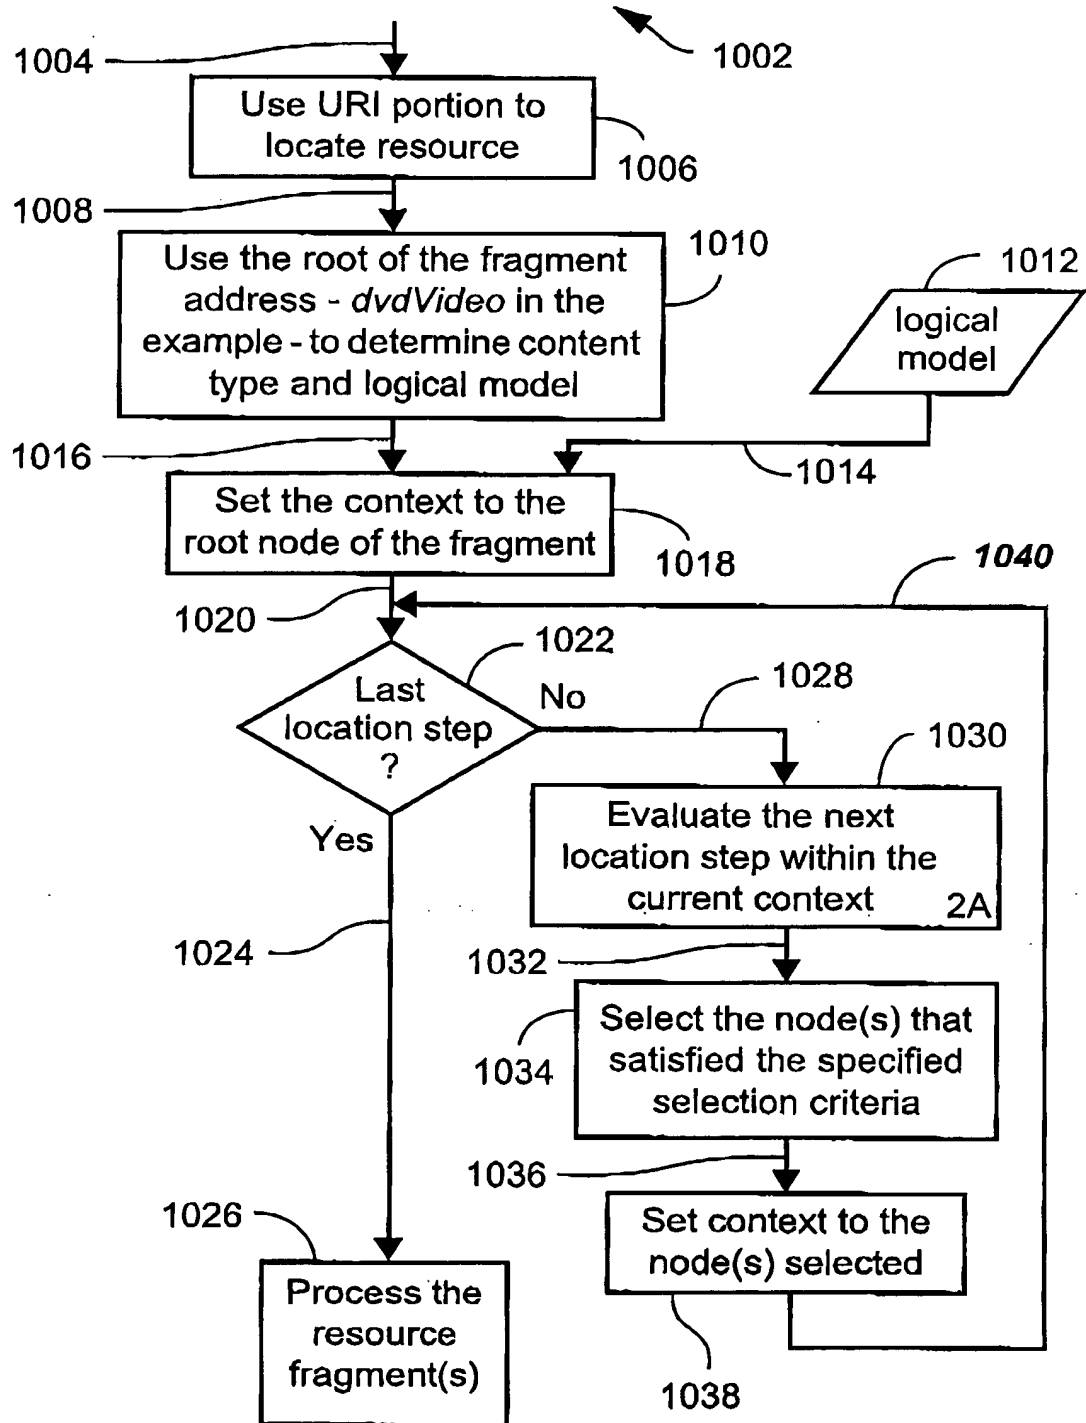 1004
1002
Use URI portion to
locate resource
1006
1008
Use the root of the fragment
address - dvdVideo in the
example - to determine content
type and logical model
1010
1012
logical
model
1016
1014
Set the context to the
root node of the fragment
1018
1040
1020
1022
Last
location step
?
No
1028
1030
Yes
Evaluate the next
location step within the
current context
2A
1024
1032
Select the node(s) that
satisfied the specified
selection criteria
1034
1036
1026
Set context to the
node(s) selected
Process the
resource
fragment(s)
1038